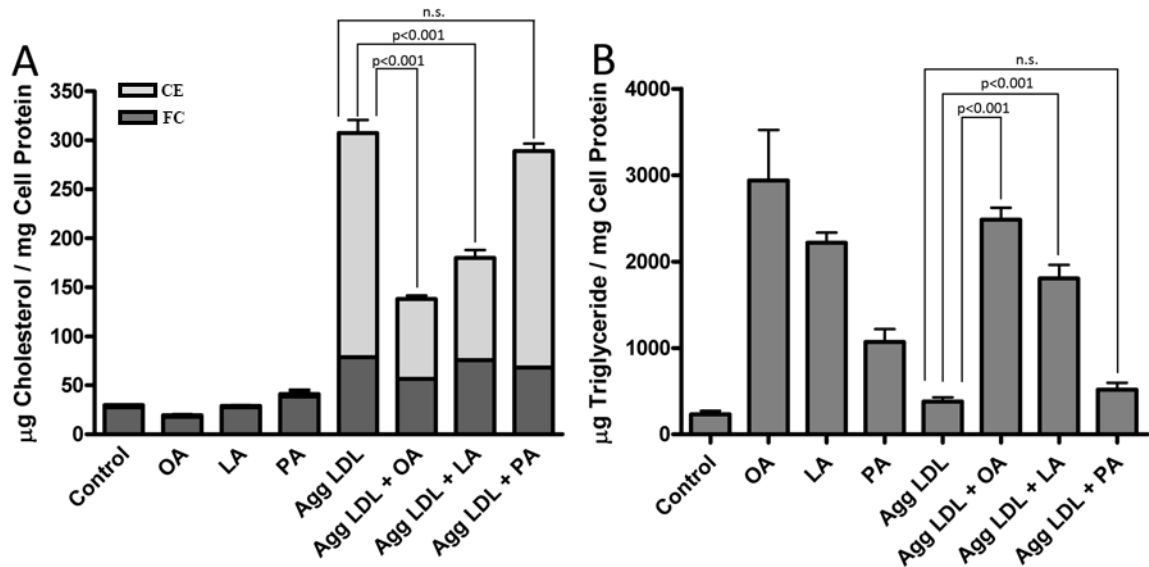 A
n.s.
p<0.001
p<0.001
CE
FC
μg Cholesterol / mg Cell Protein
350
300
250
200
150
100
50
0
Control
OA
LA
PA
Agg LDL
Agg LDL + OA
Agg LDL + LA
Agg LDL + PA
B
n.s.
p<0.001
p<0.001
μg Triglyceride / mg Cell Protein
4000
3000
2000
1000
0
Control
OA
LA
PA
Agg LDL
Agg LDL + OA
Agg LDL + LA
Agg LDL + PA